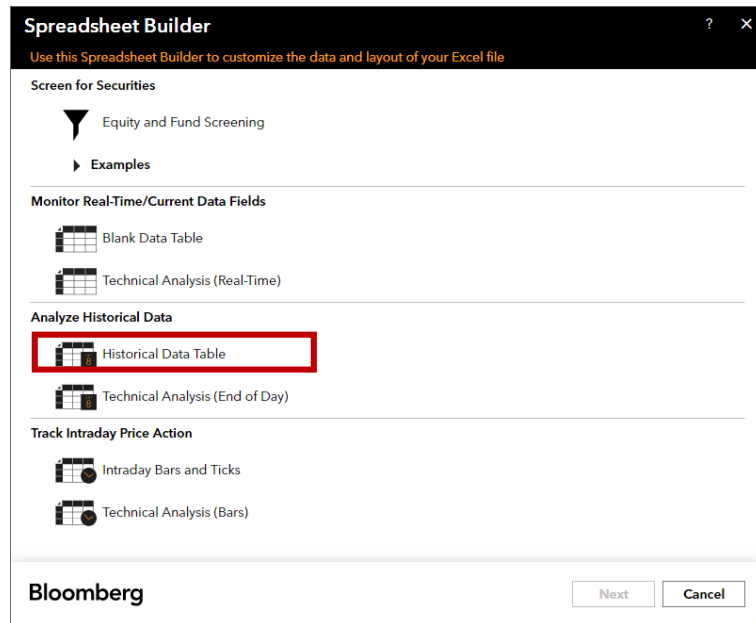 Spreadsheet Builder ? ×
Use this Spreadsheet Builder to customize the data and layout of your Excel file
Screen for Securities
Equity and Fund Screening
Examples
Monitor Real-Time/Current Data Fields
Blank Data Table
Technical Analysis (Real-Time)
Analyze Historical Data
8 Historical Data Table
8 Technical Analysis (End of Day)
Track Intraday Price Action
Intraday Bars and Ticks
Technical Analysis (Bars)
Bloomberg Next Cancel